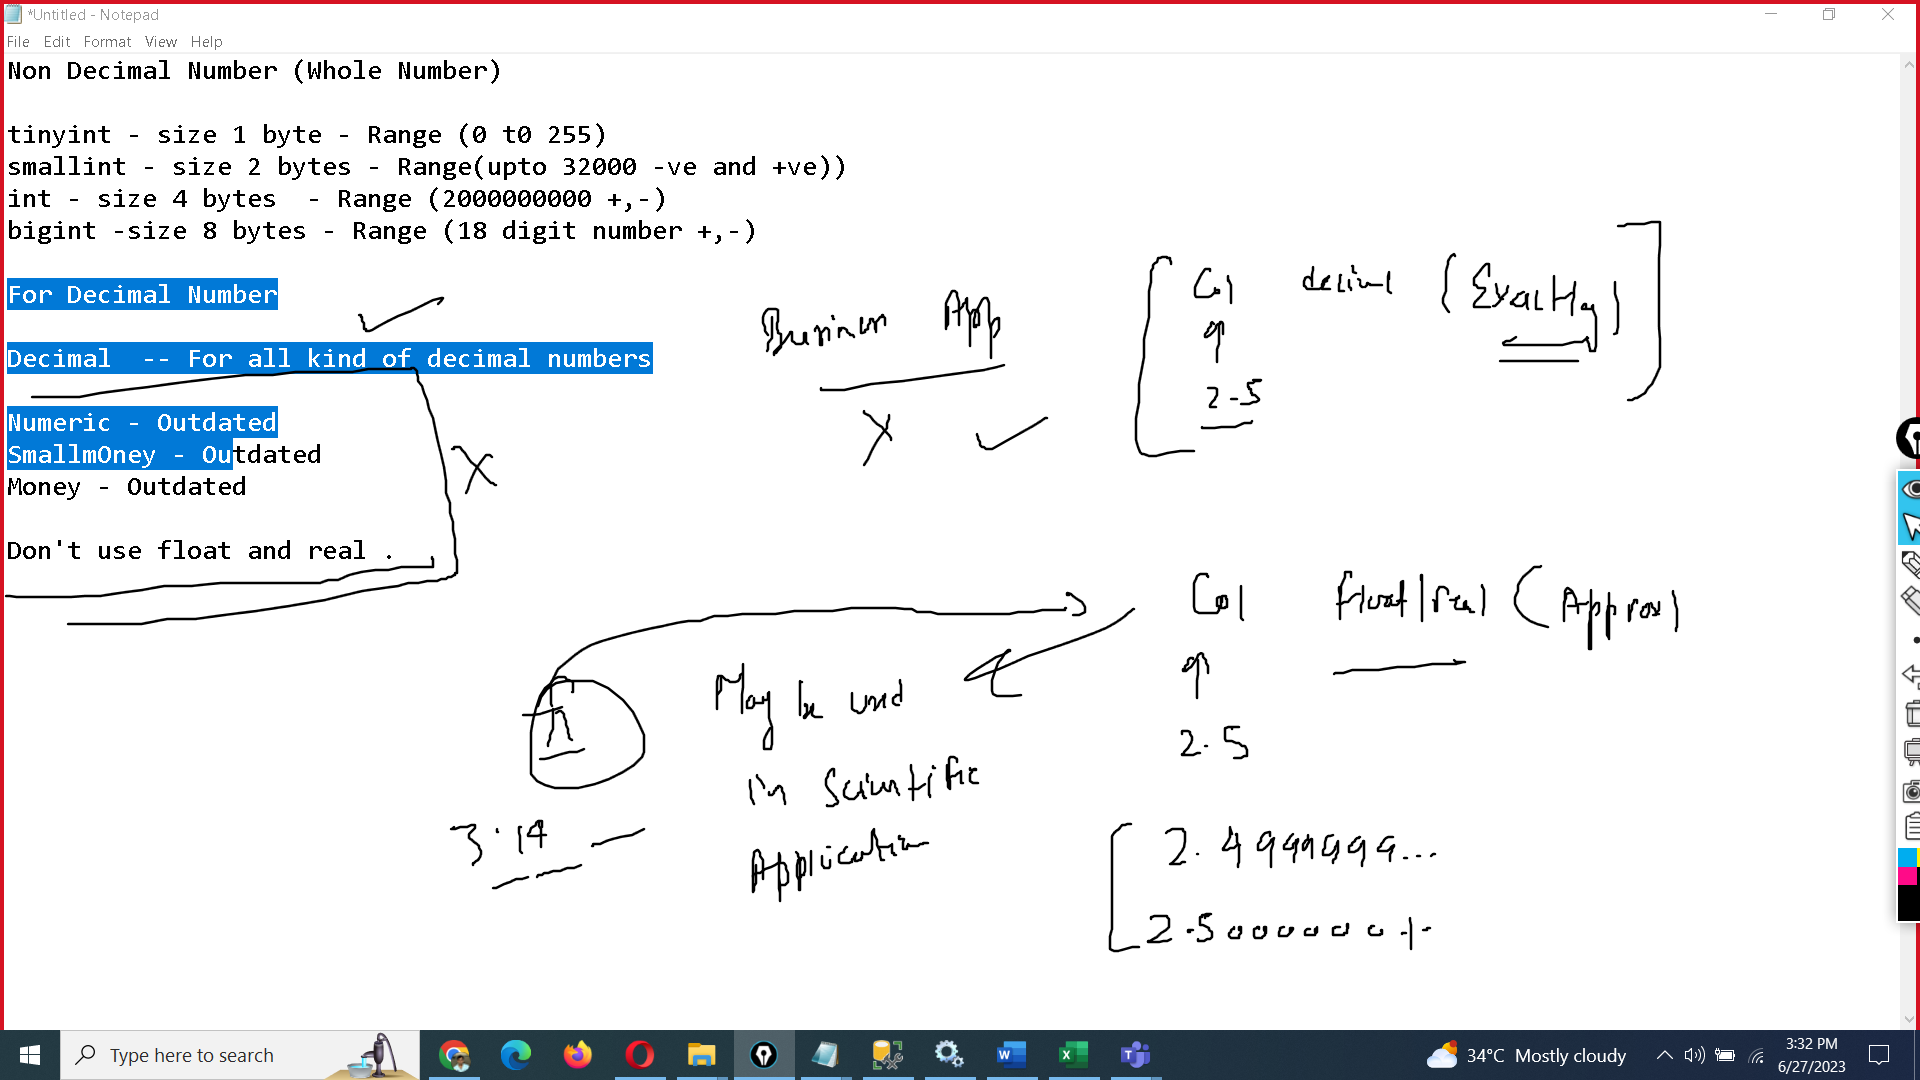 *Untitled - Notepad
File Edit Format View Help
Non Decimal Number (Whole Number)
tinyint - size 1 byte - Range (0 t0 255)
smallint - size 2 bytes - Range(upto 32000 -ve and +ve))
int - size 4 bytes  - Range (2000000000 +,-)
bigint -size 8 bytes - Range (18 digit number +,-)
For Decimal Number
Decimal  -- For all kind of decimal numbers
Numeric - Outdated
SmallmOney - Outdated
Money - Outdated
Don't use float and real .
Business App
Col decimal (Exactly)
2.5
Col float/real (Approx)
2.5
2.4999999...
2.5000000 1.
π
3.14
May be used
in Scientific
Application
Type here to search
34°C Mostly cloudy
3:32 PM
6/27/2023